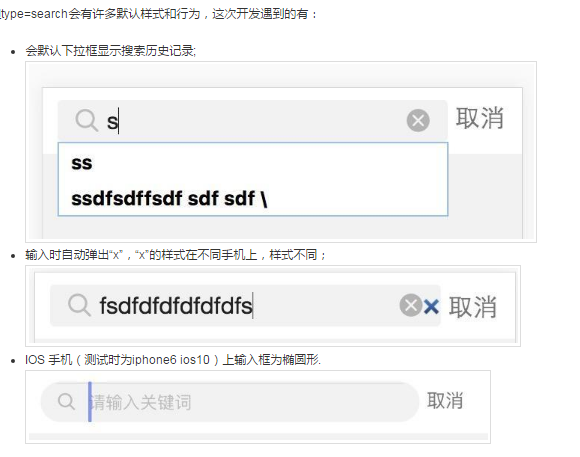 type=search会有许多默认样式和行为，这次开发遇到的有：
会默认下拉框显示搜索历史记录;
s 取消
ss
ssdfsdffsdf sdf sdf \
输入时自动弹出“x”，“x”的样式在不同手机上，样式不同；
fsdfdfdfdfdfdfs 取消
IOS 手机（测试时为iphone6 ios10）上输入框为椭圆形.
请输入关键词 取消